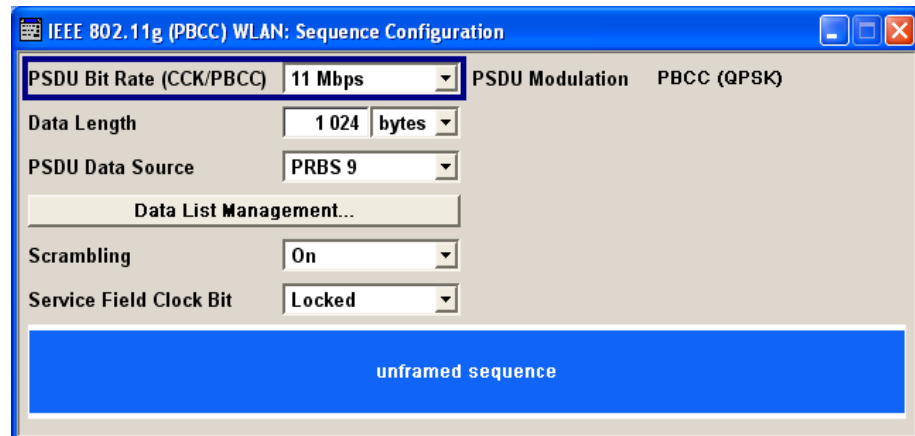 IEEE 802.11g (PBCC) WLAN: Sequence Configuration
PSDU Bit Rate (CCK/PBCC) 11 Mbps PSDU Modulation PBCC (QPSK)
Data Length 1 024 bytes
PSDU Data Source PRBS 9
Data List Management...
Scrambling On
Service Field Clock Bit Locked
unframed sequence